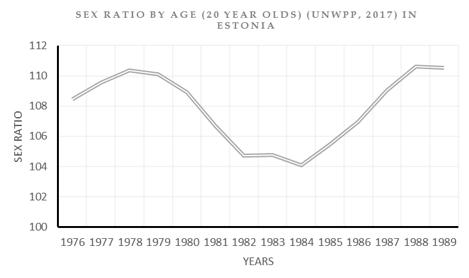 SEX RATIO BY AGE (20 YEAR OLDS) (UNWPP, 2017) IN
ESTONIA
112
110
108
106
104
102
100
SEX RATIO
1976 1977 1978 1979 1980 1981 1982 1983 1984 1985 1986 1987 1988 1989
YEARS